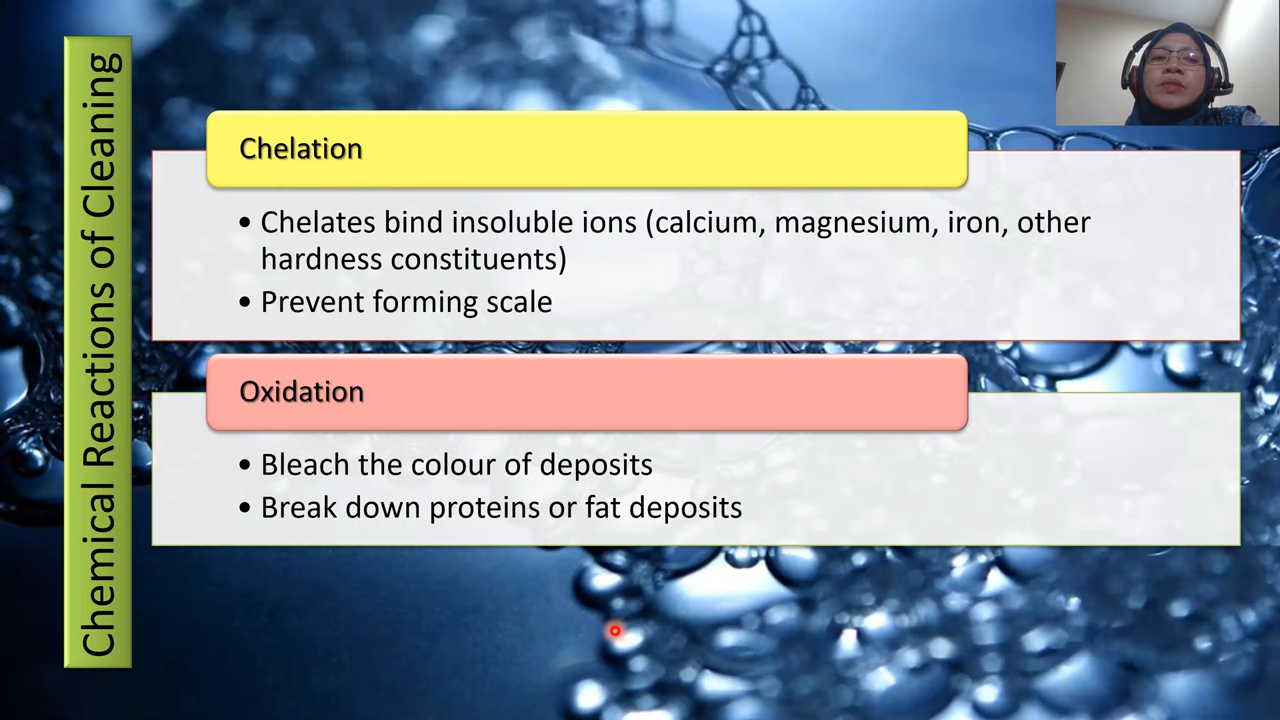 Chemical Reactions of Cleaning
Chelation
• Chelates bind insoluble ions (calcium, magnesium, iron, other
hardness constituents)
• Prevent forming scale
Oxidation
• Bleach the colour of deposits
• Break down proteins or fat deposits